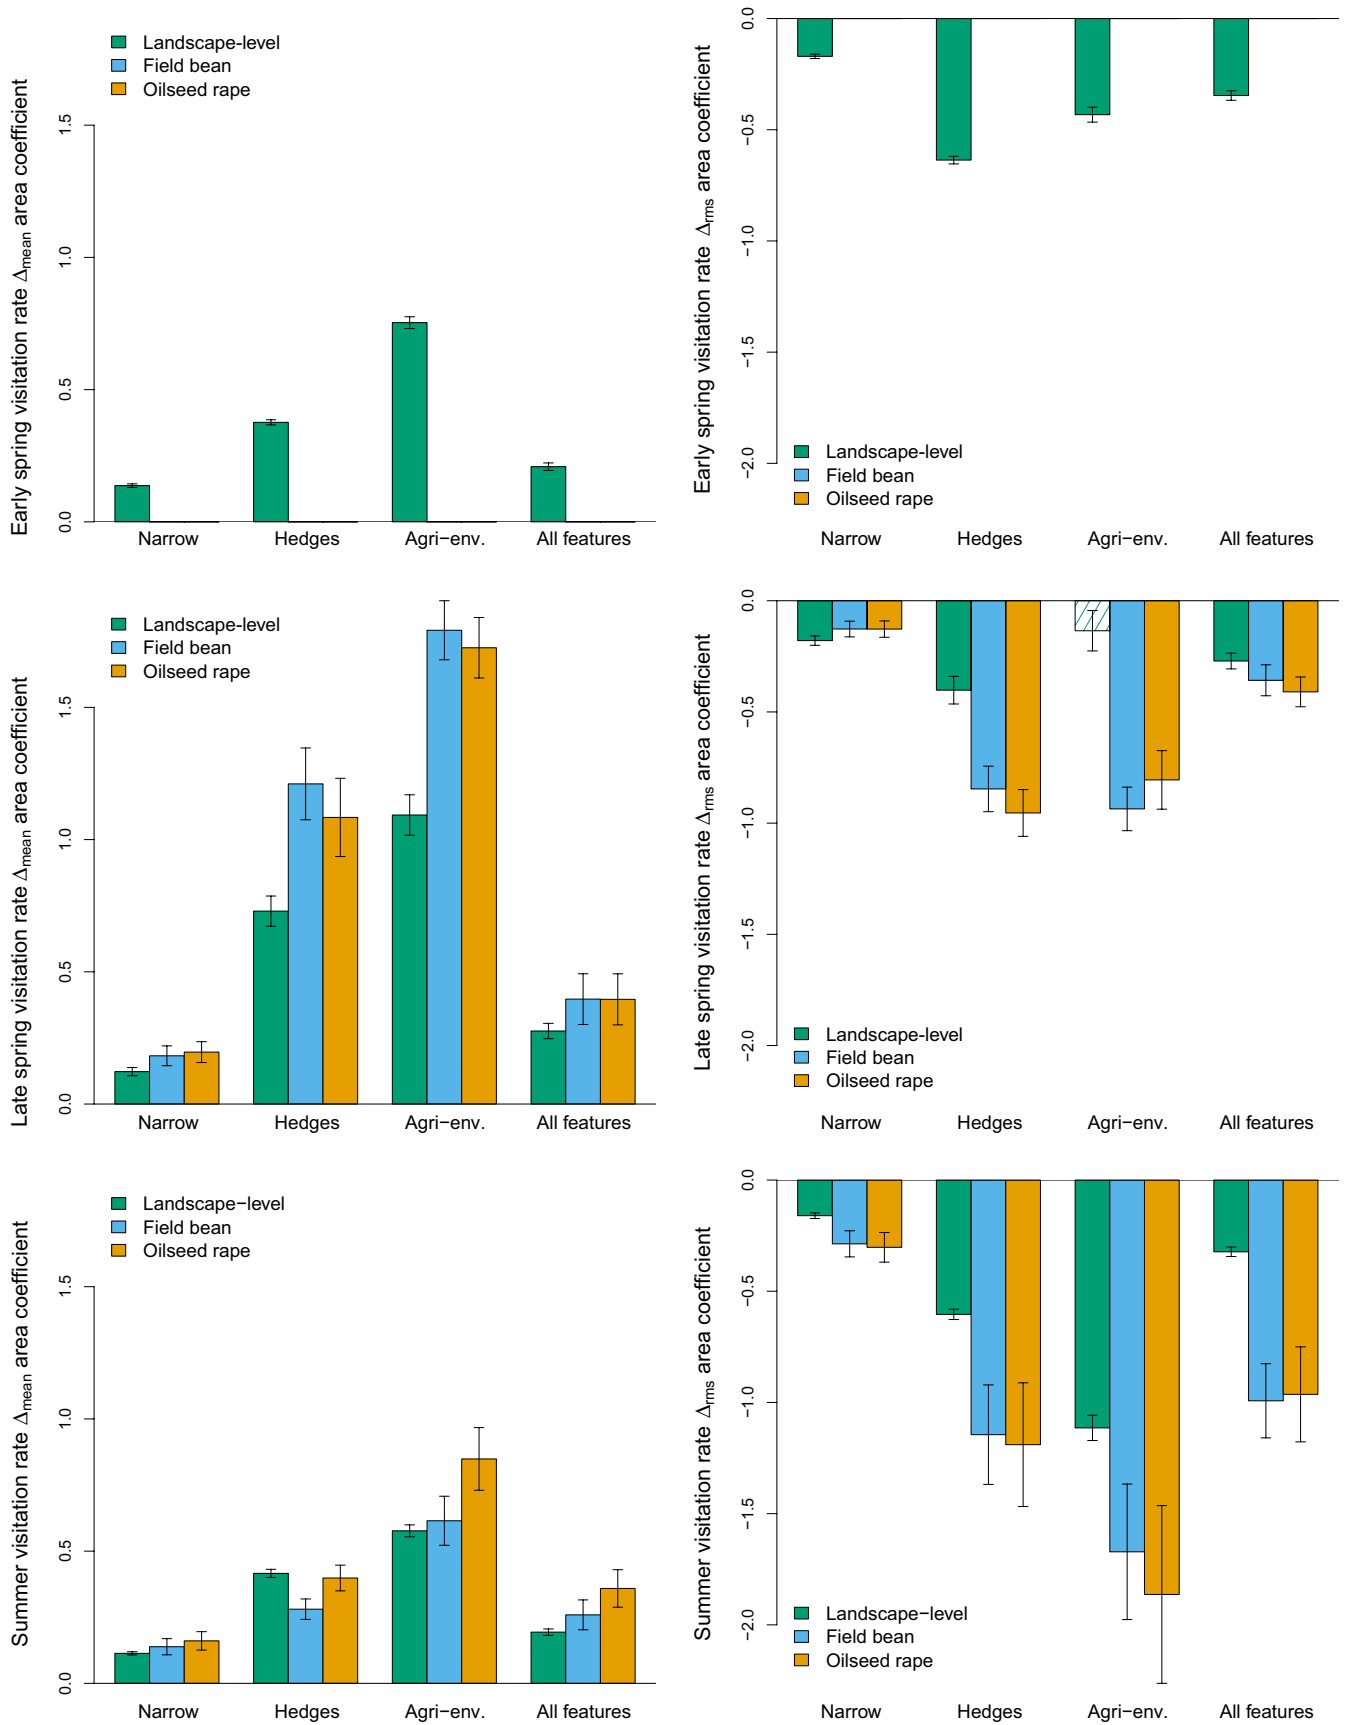 Early spring visitation rate Δmean area coefficient
Landscape-level
Field bean
Oilseed rape
1.5
1.0
0.5
0.0
Narrow Hedges Agri−env. All features
Early spring visitation rate Δrms area coefficient
0.0
−0.5
−1.0
−1.5
−2.0
Landscape-level
Field bean
Oilseed rape
Narrow Hedges Agri−env. All features
Late spring visitation rate Δmean area coefficient
Landscape-level
Field bean
Oilseed rape
1.5
1.0
0.5
0.0
Narrow Hedges Agri−env. All features
Late spring visitation rate Δrms area coefficient
0.0
−0.5
−1.0
−1.5
−2.0
Landscape-level
Field bean
Oilseed rape
Narrow Hedges Agri−env. All features
Summer visitation rate Δmean area coefficient
Landscape−level
Field bean
Oilseed rape
1.5
1.0
0.5
0.0
Narrow Hedges Agri−env. All features
Summer visitation rate Δrms area coefficient
0.0
−0.5
−1.0
−1.5
−2.0
Landscape−level
Field bean
Oilseed rape
Narrow Hedges Agri−env. All features